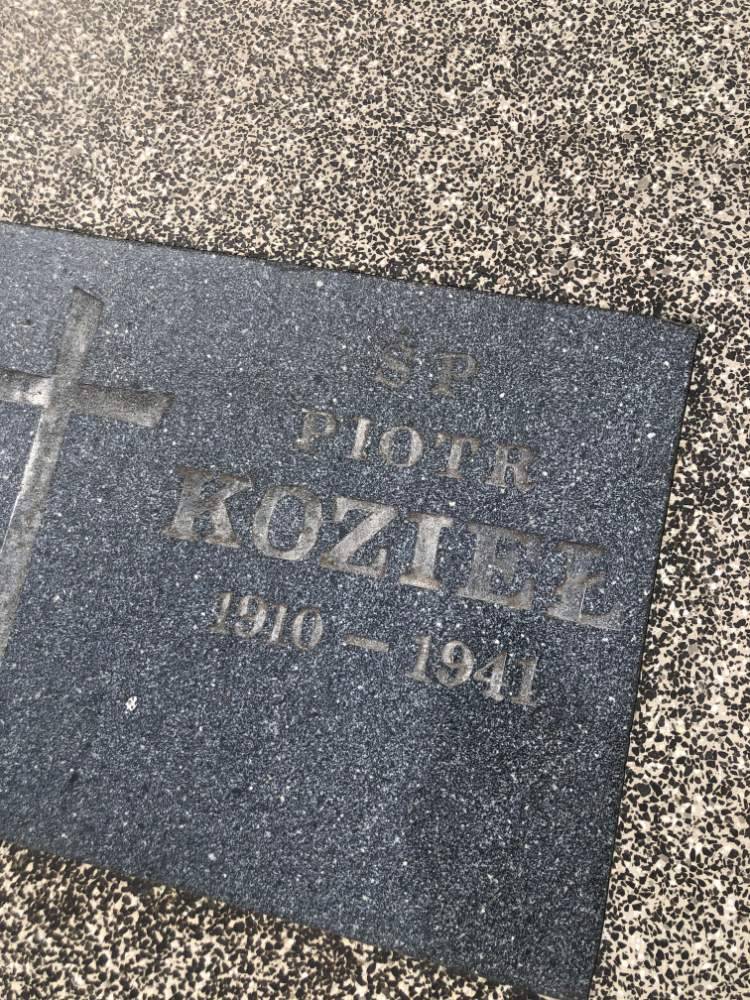 ŚP
PIOTR
KOZIEŁ
1910 – 1941